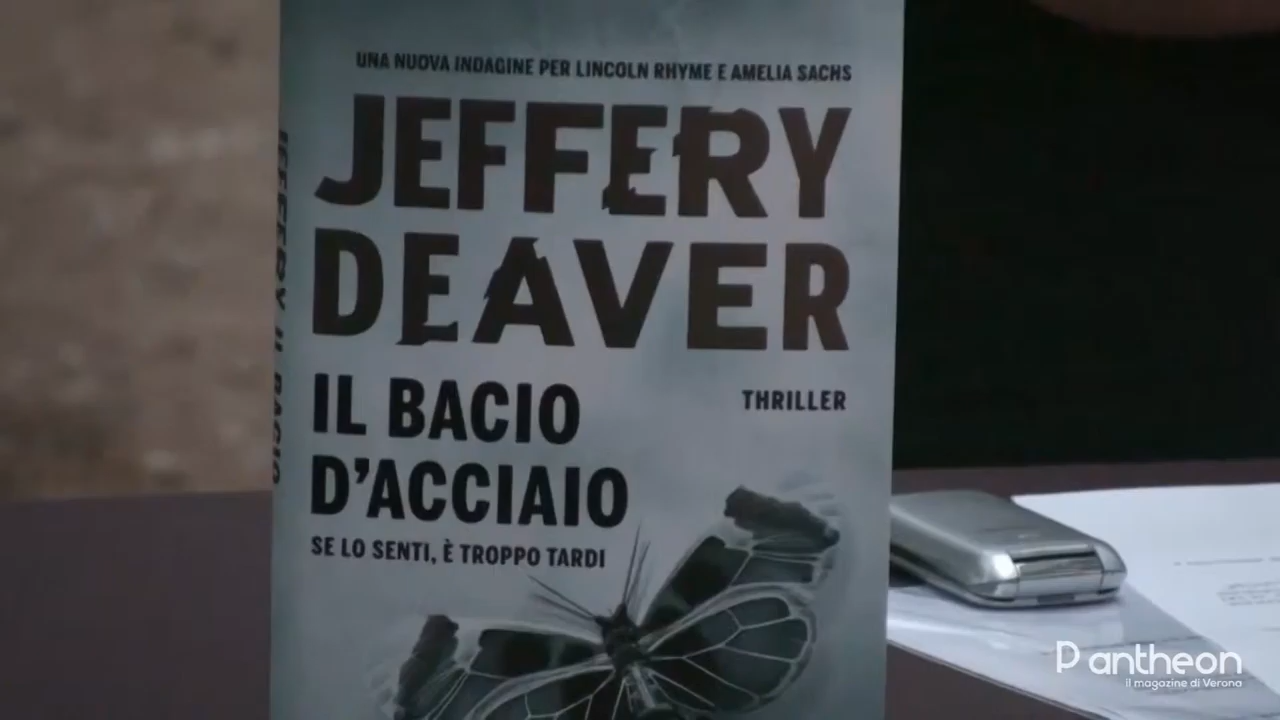 UNA NUOVA INDAGINE PER LINCOLN RHYME E AMELIA SACHS
JEFFERY
DEAVER
IL BACIO
D'ACCIAIO
THRILLER
SE LO SENTI, È TROPPO TARDI
JEFFERY IL BACIO
Pantheon
il magazine di Verona